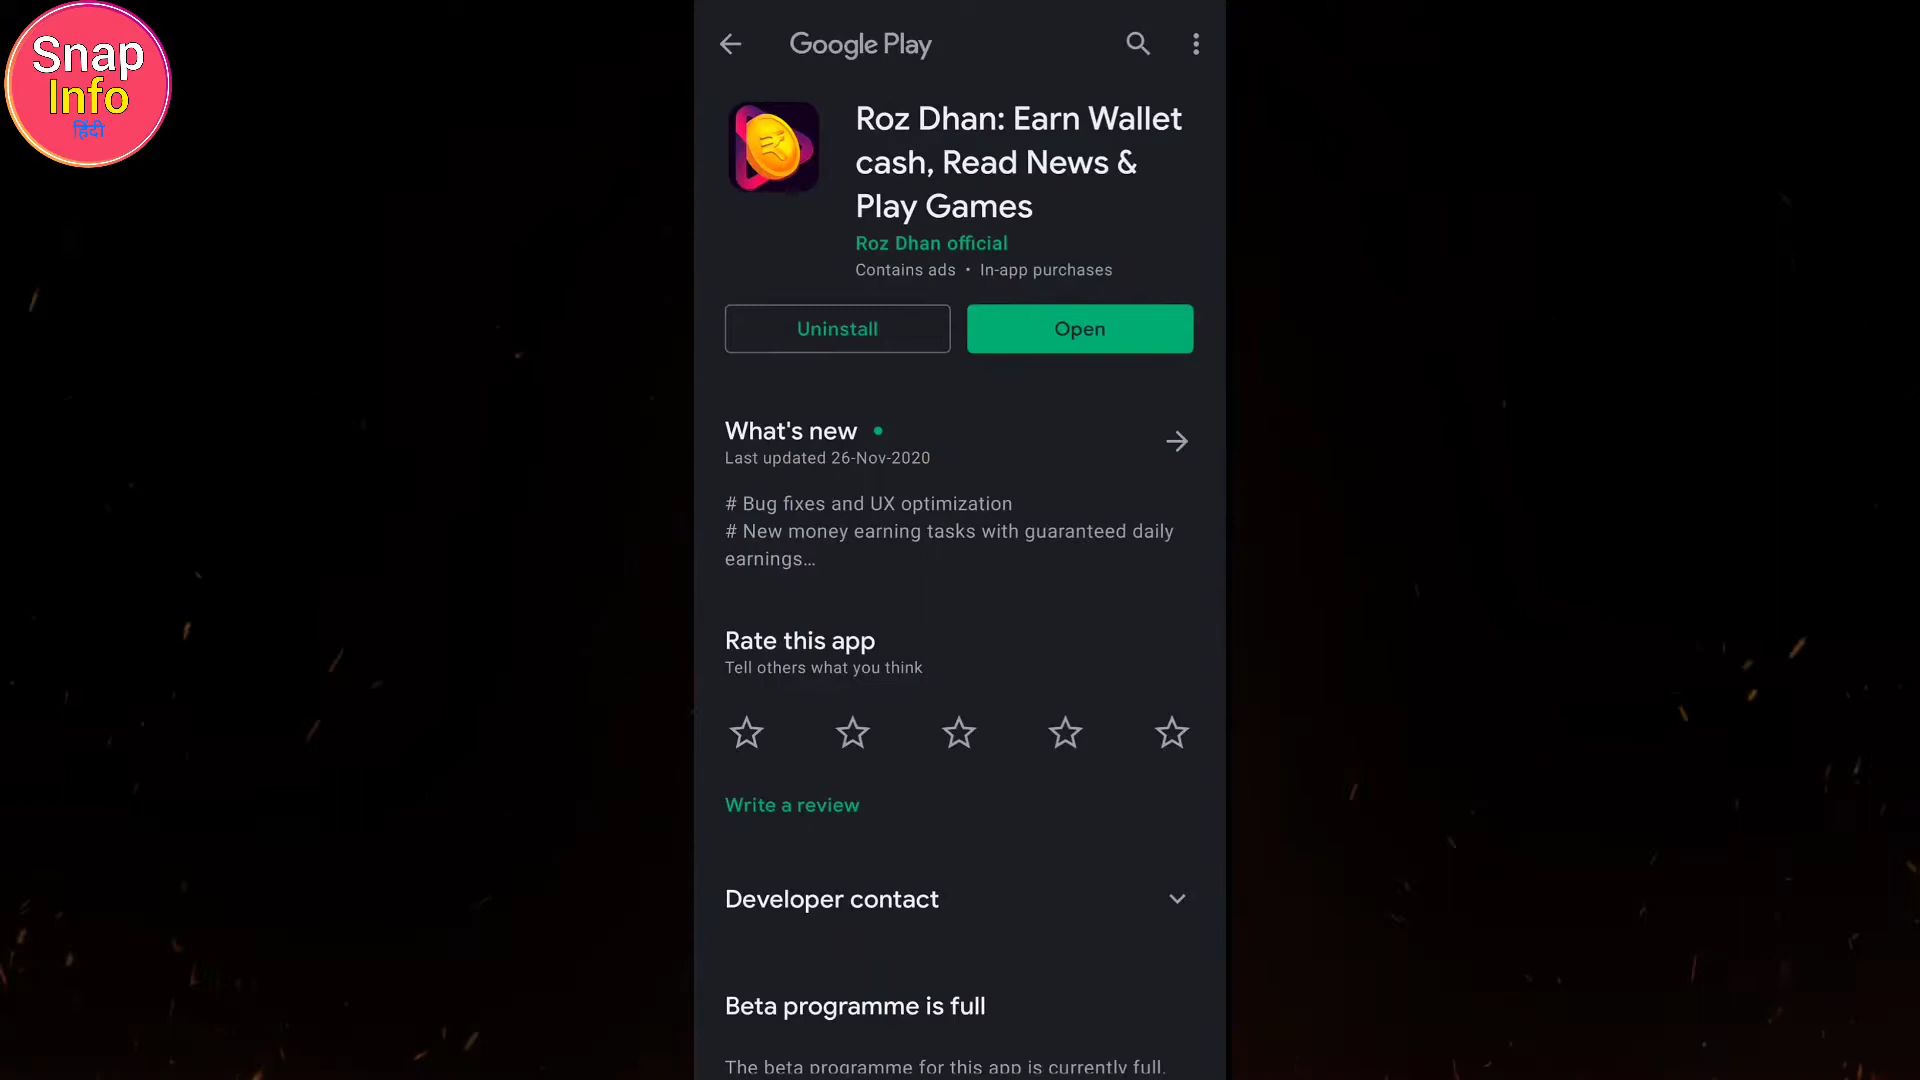 Snap
Info
हिंदी
Google Play
Roz Dhan: Earn Wallet
cash, Read News &
Play Games
Roz Dhan official
Contains ads • In-app purchases
Uninstall
Open
What's new
Last updated 26-Nov-2020
# Bug fixes and UX optimization
# New money earning tasks with guaranteed daily
earnings…
Rate this app
Tell others what you think
Write a review
Developer contact
Beta programme is full
The beta programme for this app is currently full.